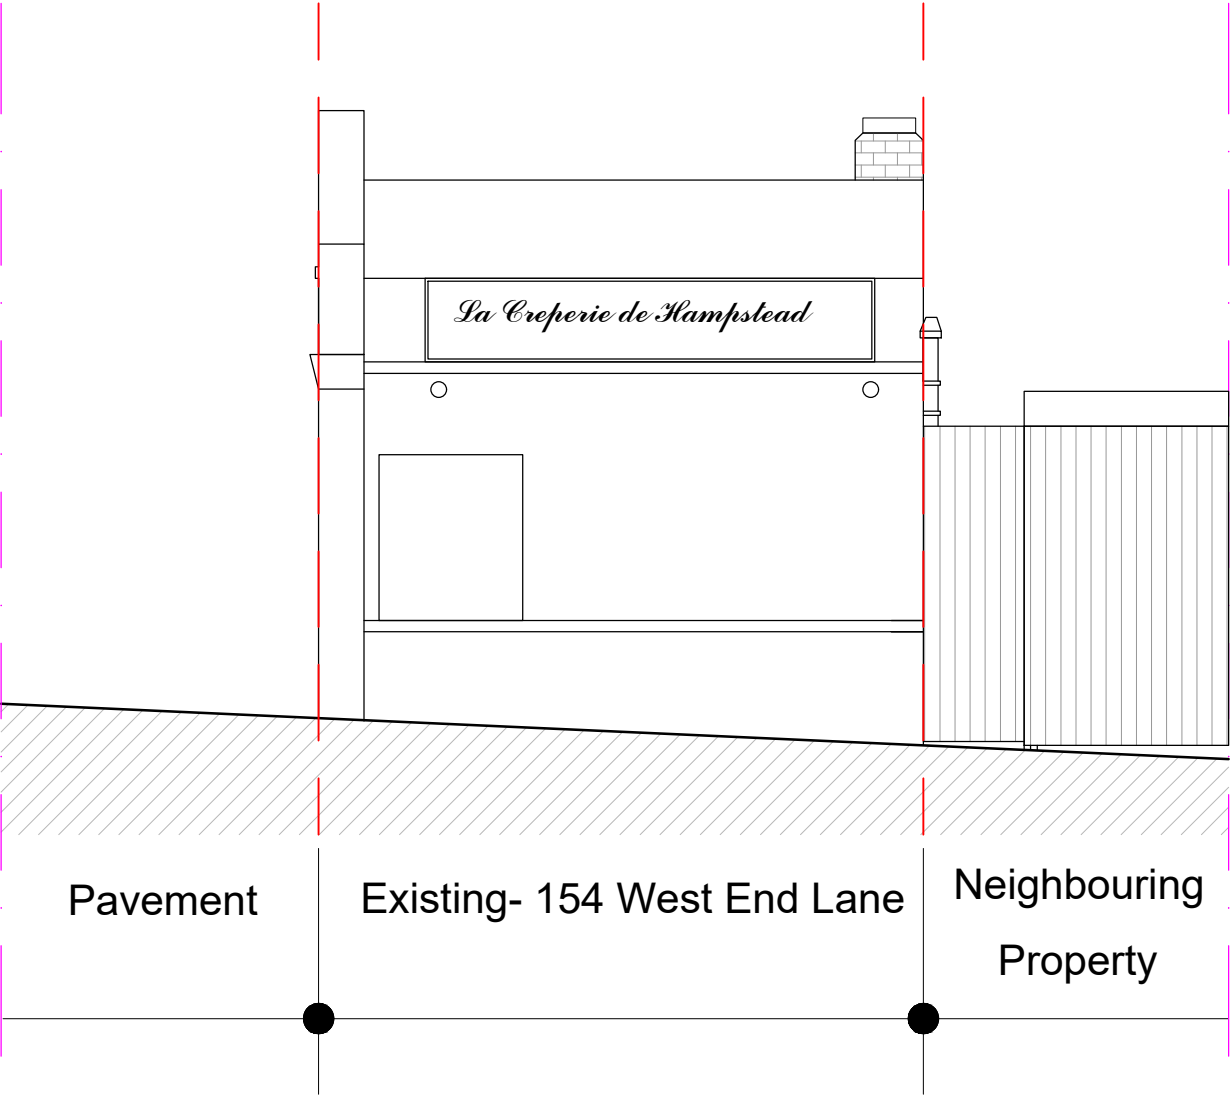 La Creperie de Hampstead
Pavement
Existing- 154 West End Lane
Neighbouring
Property